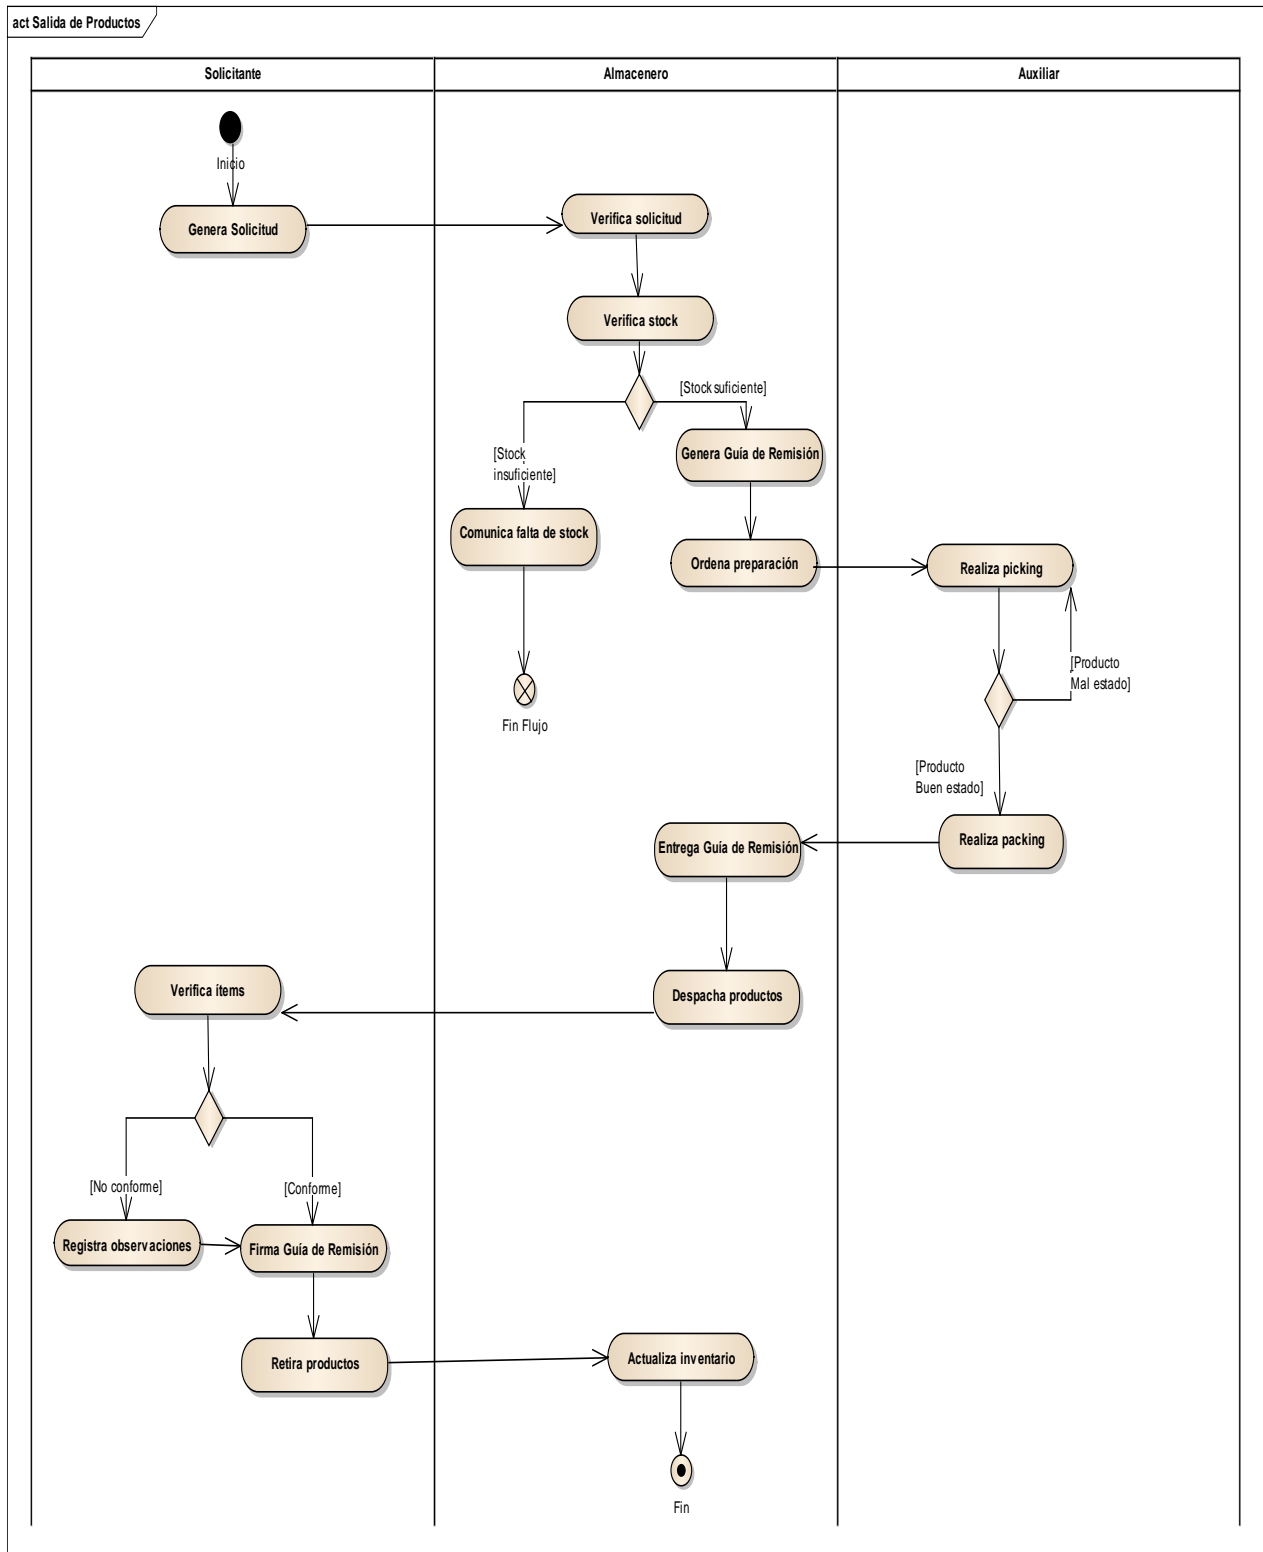 act Salida de Productos
Solicitante
Almacenero
Auxiliar
Inicio
Genera Solicitud
Verifica solicitud
Verifica stock
[Stock suficiente]
[Stock
insuficiente]
Genera Guía de Remisión
Comunica falta de stock
Ordena preparación
Realiza picking
[Producto
Mal estado]
Fin Flujo
[Producto
Buen estado]
Realiza packing
Entrega Guía de Remisión
Verifica ítems
Despacha productos
[No conforme]
[Conforme]
Registra observaciones
Firma Guía de Remisión
Retira productos
Actualiza inventario
Fin